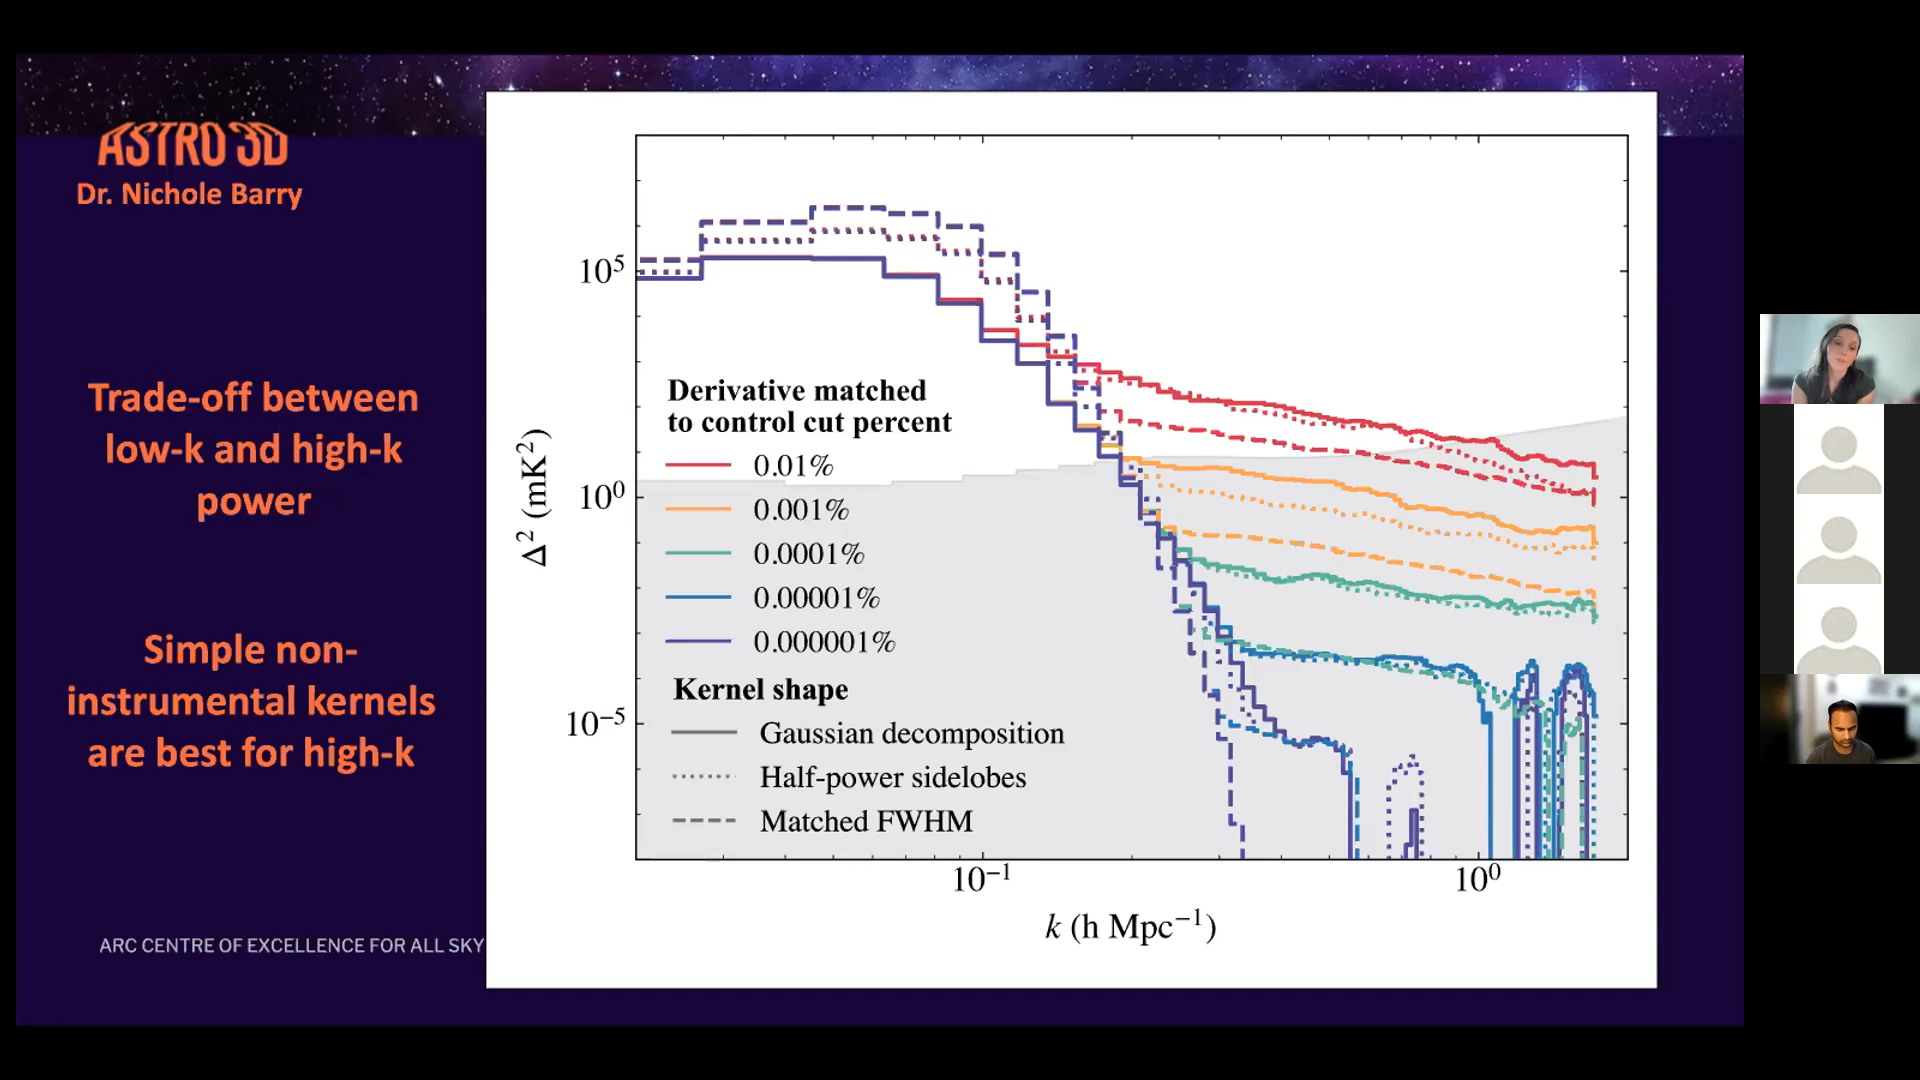 ASTRO 3D
Dr. Nichole Barry
Trade-off between
low-k and high-k
power
Simple non-
instrumental kernels
are best for high-k
ARC CENTRE OF EXCELLENCE FOR ALL SKY
Δ² (mK²)
10⁵
10⁰
10⁻⁵
Derivative matched
to control cut percent
0.01%
0.001%
0.0001%
0.00001%
0.000001%
Kernel shape
Gaussian decomposition
Half-power sidelobes
Matched FWHM
10⁻¹
10⁰
k (h Mpc⁻¹)